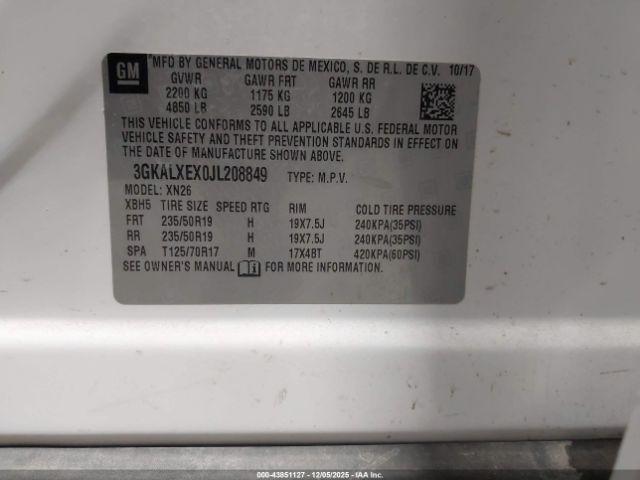 GM
*MFD BY GENERAL MOTORS DE MEXICO, S. DE R.L. DE C.V. 10/17
GVWR GAWR FRT GAWR RR
2200 KG 1175 KG 1200 KG
4850 LB 2590 LB 2645 LB
THIS VEHICLE CONFORMS TO ALL APPLICABLE U.S. FEDERAL MOTOR
VEHICLE SAFETY AND THEFT PREVENTION STANDARDS IN EFFECT ON
THE DATE OF MANUFACTURE SHOWN ABOVE.
3GKALXEX0JL208849 TYPE: M.P.V.
MODEL: XN26
XBH5 TIRE SIZE SPEED RTG RIM COLD TIRE PRESSURE
FRT 235/50R19 H 19X7.5J 240KPA(35PSI)
RR 235/50R19 H 19X7.5J 240KPA(35PSI)
SPA T125/70R17 M 17X4BT 420KPA(60PSI)
SEE OWNER'S MANUAL FOR MORE INFORMATION.
000-43851127 - 12/05/2025 - IAAI.COM